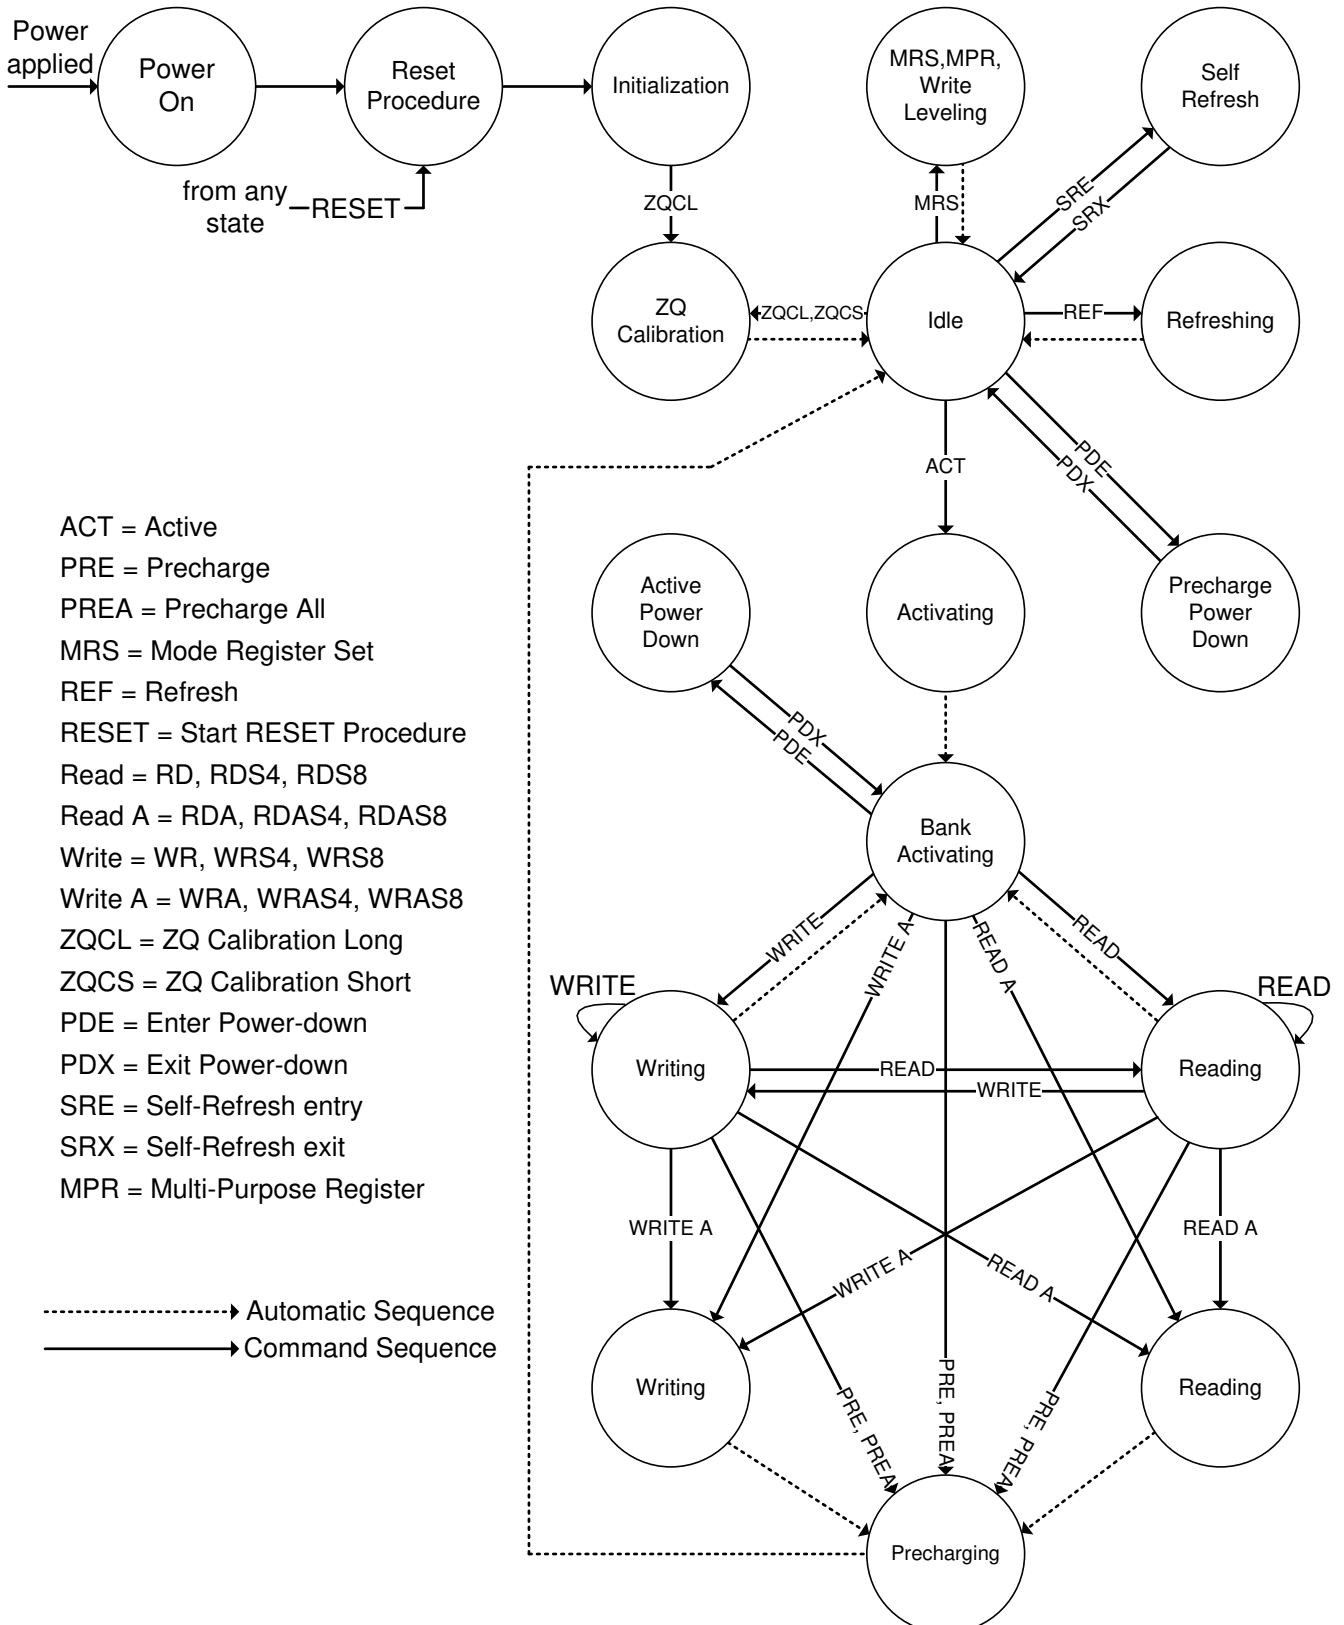 Power
applied
Power
On
Reset
Procedure
Initialization
MRS,MPR,
Write
Leveling
Self
Refresh
from any
state
RESET
ZQCL
MRS
SRE
SRX
ZQ
Calibration
ZQCL,ZQCS
Idle
REF
Refreshing
ACT
PDE
PDX
ACT = Active
PRE = Precharge
PREA = Precharge All
MRS = Mode Register Set
REF = Refresh
RESET = Start RESET Procedure
Read = RD, RDS4, RDS8
Read A = RDA, RDAS4, RDAS8
Write = WR, WRS4, WRS8
Write A = WRA, WRAS4, WRAS8
ZQCL = ZQ Calibration Long
ZQCS = ZQ Calibration Short
PDE = Enter Power-down
PDX = Exit Power-down
SRE = Self-Refresh entry
SRX = Self-Refresh exit
MPR = Multi-Purpose Register
Automatic Sequence
Command Sequence
Active
Power
Down
Activating
Precharge
Power
Down
PDX
PDE
Bank
Activating
WRITE
WRITE A
READ A
READ
WRITE
READ
Writing
READ
WRITE
Reading
WRITE A
READ A
WRITE A
READ A
Writing
PRE, PREA
PRE, PREA
PRE, PREA
Reading
Precharging